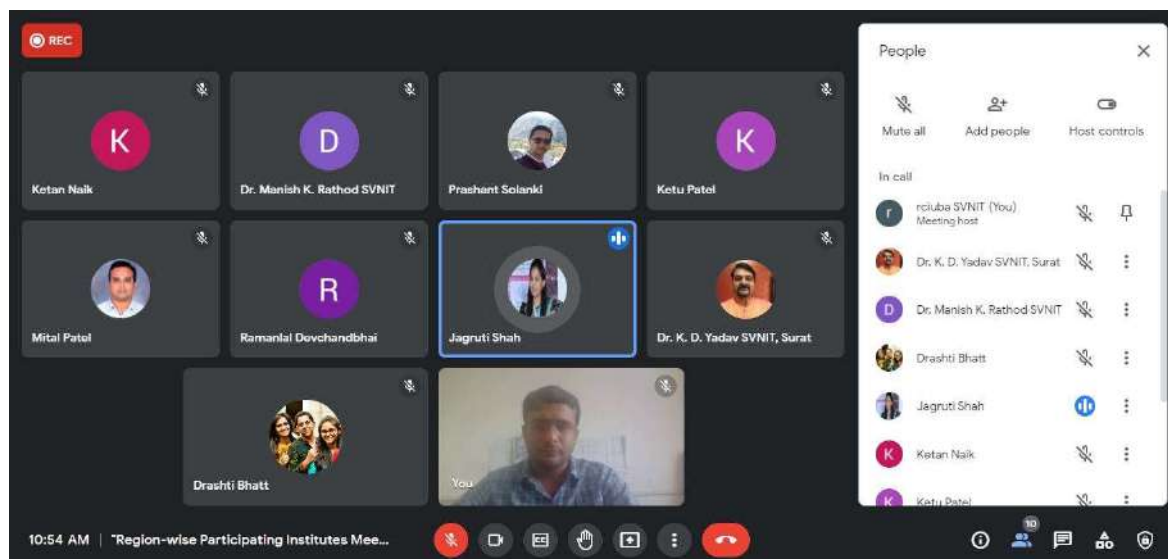 REC
K
Ketan Naik
D
Dr. Manish K. Rathod SVNIT
Prashant Solanki
K
Ketu Patel
Mital Patel
R
Ramanlal Devchandbhai
Jagruti Shah
Dr. K. D. Yadav SVNIT, Surat
Drashti Bhatt
You
10:54 AM | "Region-wise Participating Institutes Mee...
People
Mute all
Add people
Host controls
In call
r
rciuba SVNIT (You)
Meeting host
Dr. K. D. Yadav SVNIT, Surat
D
Dr. Manish K. Rathod SVNIT
Drashti Bhatt
Jagruti Shah
K
Ketan Naik
K
Ketu Patel
10